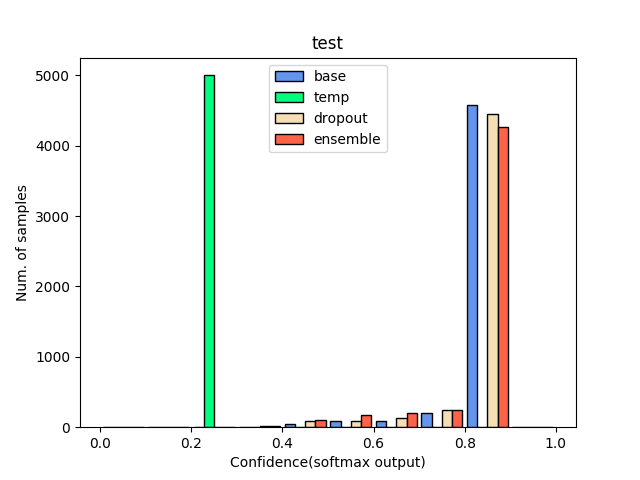 test
base
temp
dropout
ensemble
5000
4000
3000
2000
1000
0
Num. of samples
0.0 0.2 0.4 0.6 0.8 1.0
Confidence(softmax output)